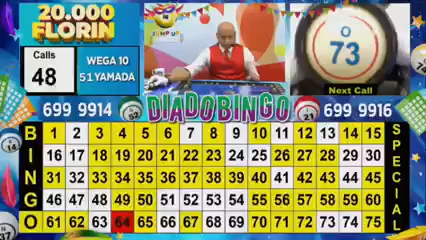 20.000
FLORIN
Calls
48
WEGA 10
51 YAMADA
JUMP UP
O
73
Next Call
699 9914
DIADOBINGO
699 9916
B 1 2 3 4 5 6 7 8 9 10 11 12 13 14 15
I 16 17 18 19 20 21 22 23 24 25 26 27 28 29 30
N 31 32 33 34 35 36 37 38 39 40 41 42 43 44 45
G 46 47 48 49 50 51 52 53 54 55 56 57 58 59 60
O 61 62 63 64 65 66 67 68 69 70 71 72 73 74 75
SPECIAL